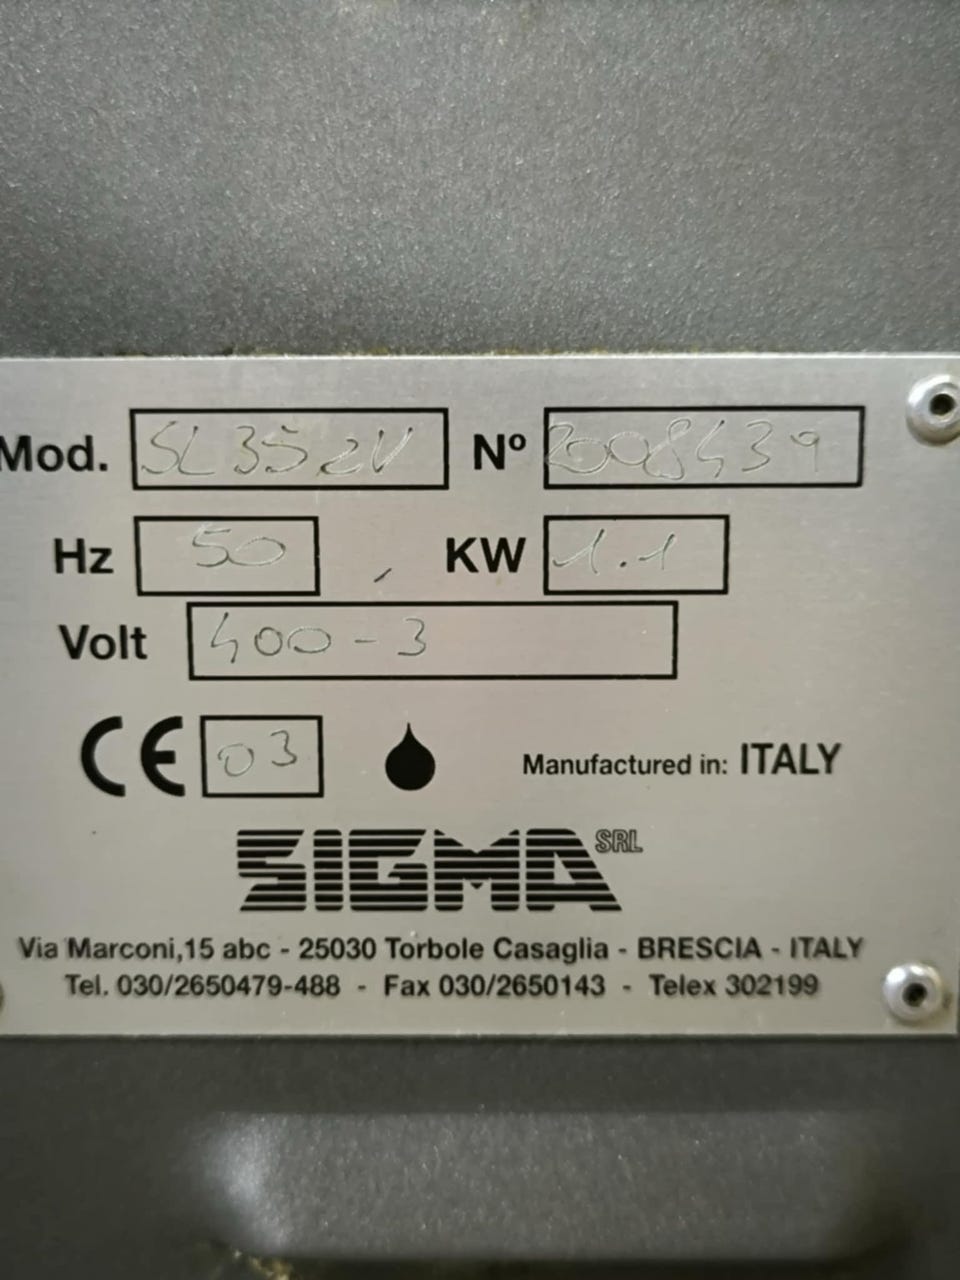 Mod. SL 35 2V Nº 2008439
Hz 50 KW 1.1
Volt 400-3
CE 03 Manufactured in: ITALY
SIGMA SRL
Via Marconi,15 abc - 25030 Torbole Casaglia - BRESCIA - ITALY
Tel. 030/2650479-488 - Fax 030/2650143 - Telex 302199